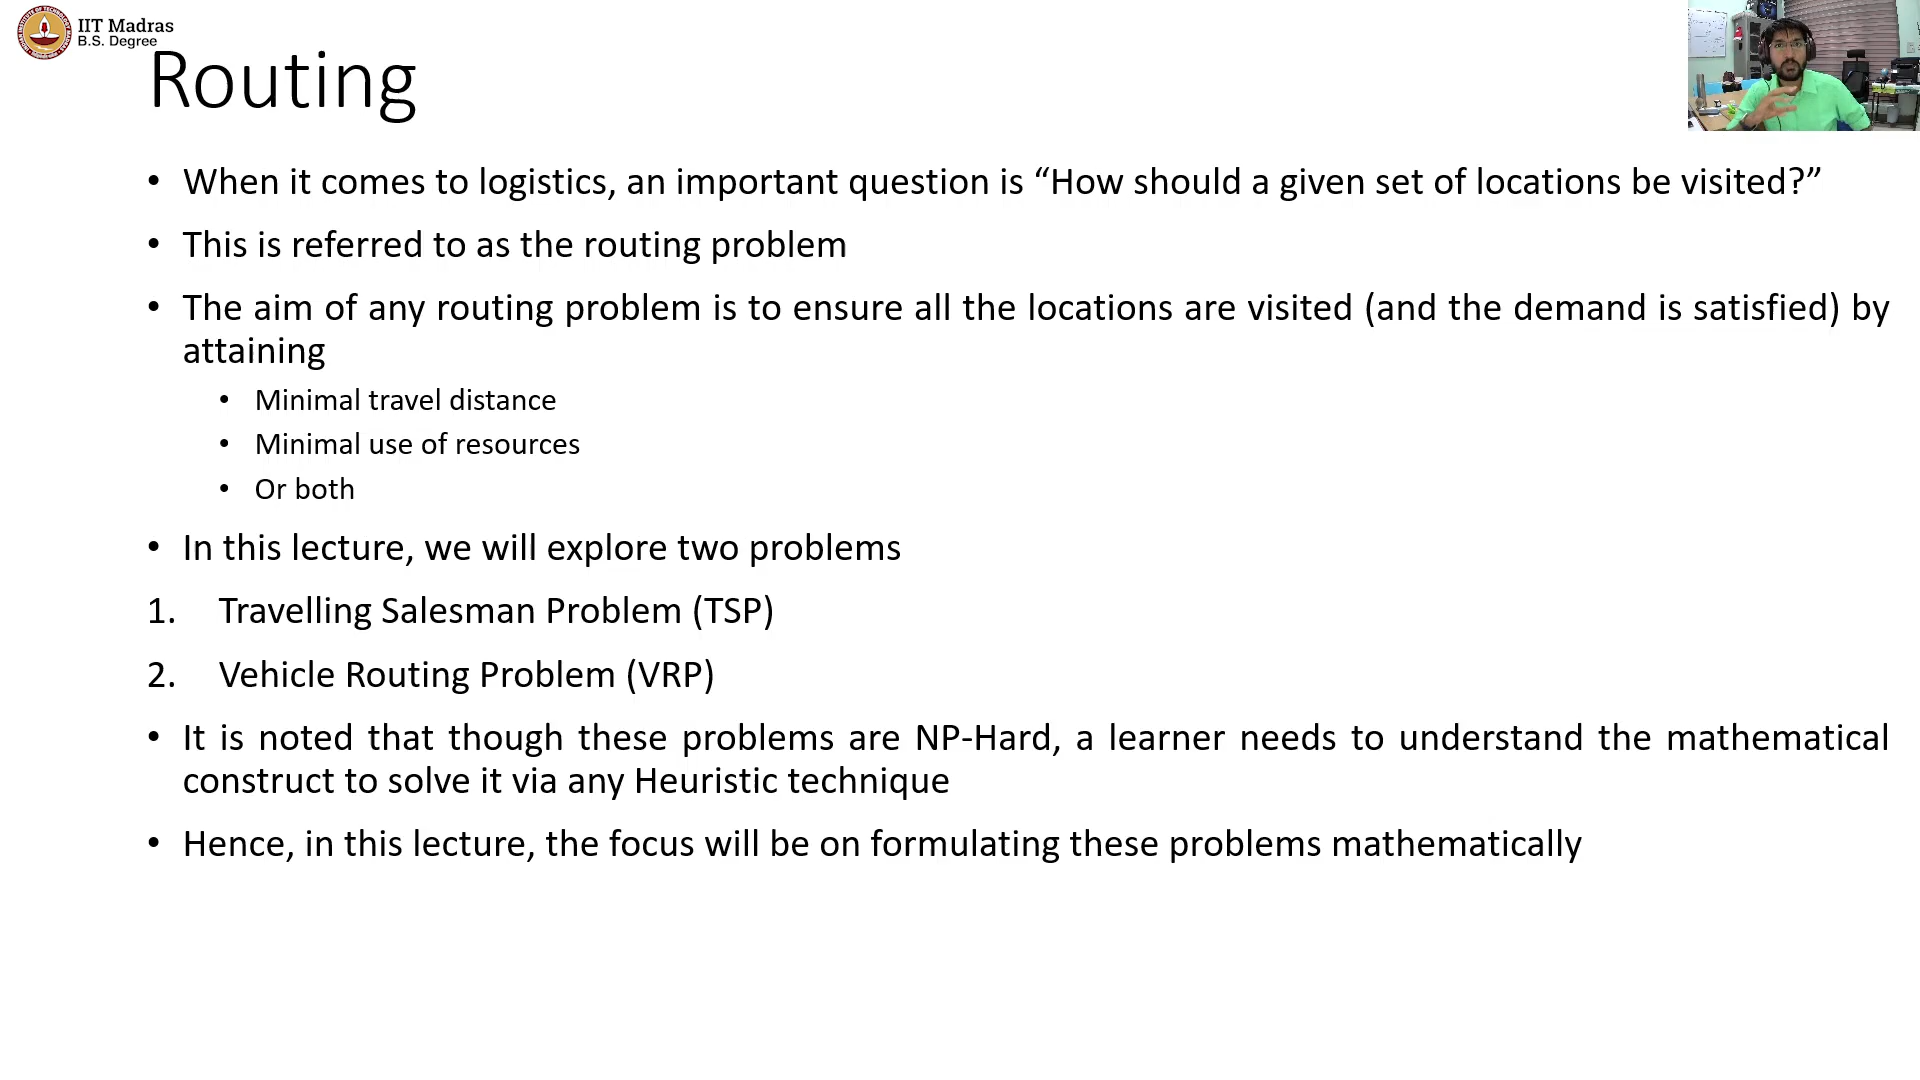 IIT Madras
B.S. Degree
Routing
• When it comes to logistics, an important question is “How should a given set of locations be visited?”
• This is referred to as the routing problem
• The aim of any routing problem is to ensure all the locations are visited (and the demand is satisfied) by
attaining
• Minimal travel distance
• Minimal use of resources
• Or both
• In this lecture, we will explore two problems
1. Travelling Salesman Problem (TSP)
2. Vehicle Routing Problem (VRP)
• It is noted that though these problems are NP-Hard, a learner needs to understand the mathematical
construct to solve it via any Heuristic technique
• Hence, in this lecture, the focus will be on formulating these problems mathematically